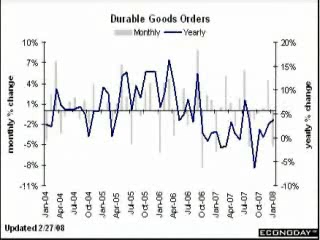 Durable Goods Orders
Monthly Yearly
10%
7%
4%
1%
-2%
-5%
-8%
-11%
monthly % change
20%
15%
10%
5%
0%
-5%
-10%
yearly % change
Jan-04
Apr-04
Jul-04
Oct-04
Jan-05
Apr-05
Jul-05
Oct-05
Jan-06
Apr-06
Jul-06
Oct-06
Jan-07
Apr-07
Jul-07
Oct-07
Jan-08
Updated 2/27/08
ECONODAY